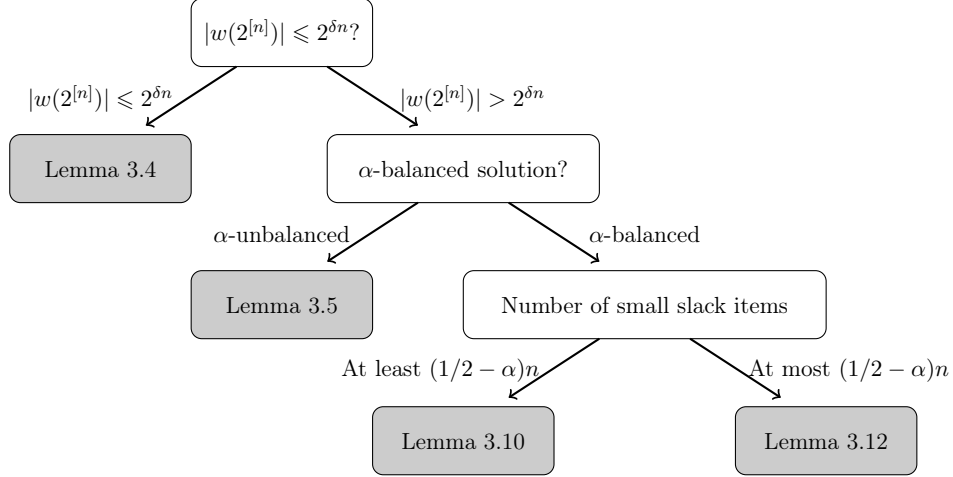 |w(2^{[n]})| ⩽ 2^{δn}?
|w(2^{[n]})| ⩽ 2^{δn}
|w(2^{[n]})| > 2^{δn}
Lemma 3.4
α-balanced solution?
α-unbalanced
α-balanced
Lemma 3.5
Number of small slack items
At least (1/2 − α)n
At most (1/2 − α)n
Lemma 3.10
Lemma 3.12